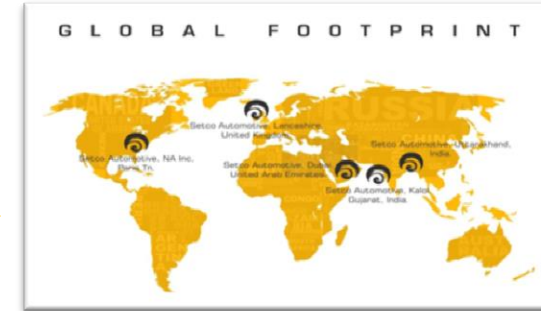 GLOBAL FOOTPRINT
CANADA
RUSSIA
CHINA
Setco Automotive, Lancashire,
United Kingdom.
Setco Automotive, Uttarakhand,
India.
Setco Automotive, NA Inc.
Paris, Tn.
Setco Automotive, Dubai,
United Arab Emirates.
Setco Automotive, Kalol,
Gujarat, India.